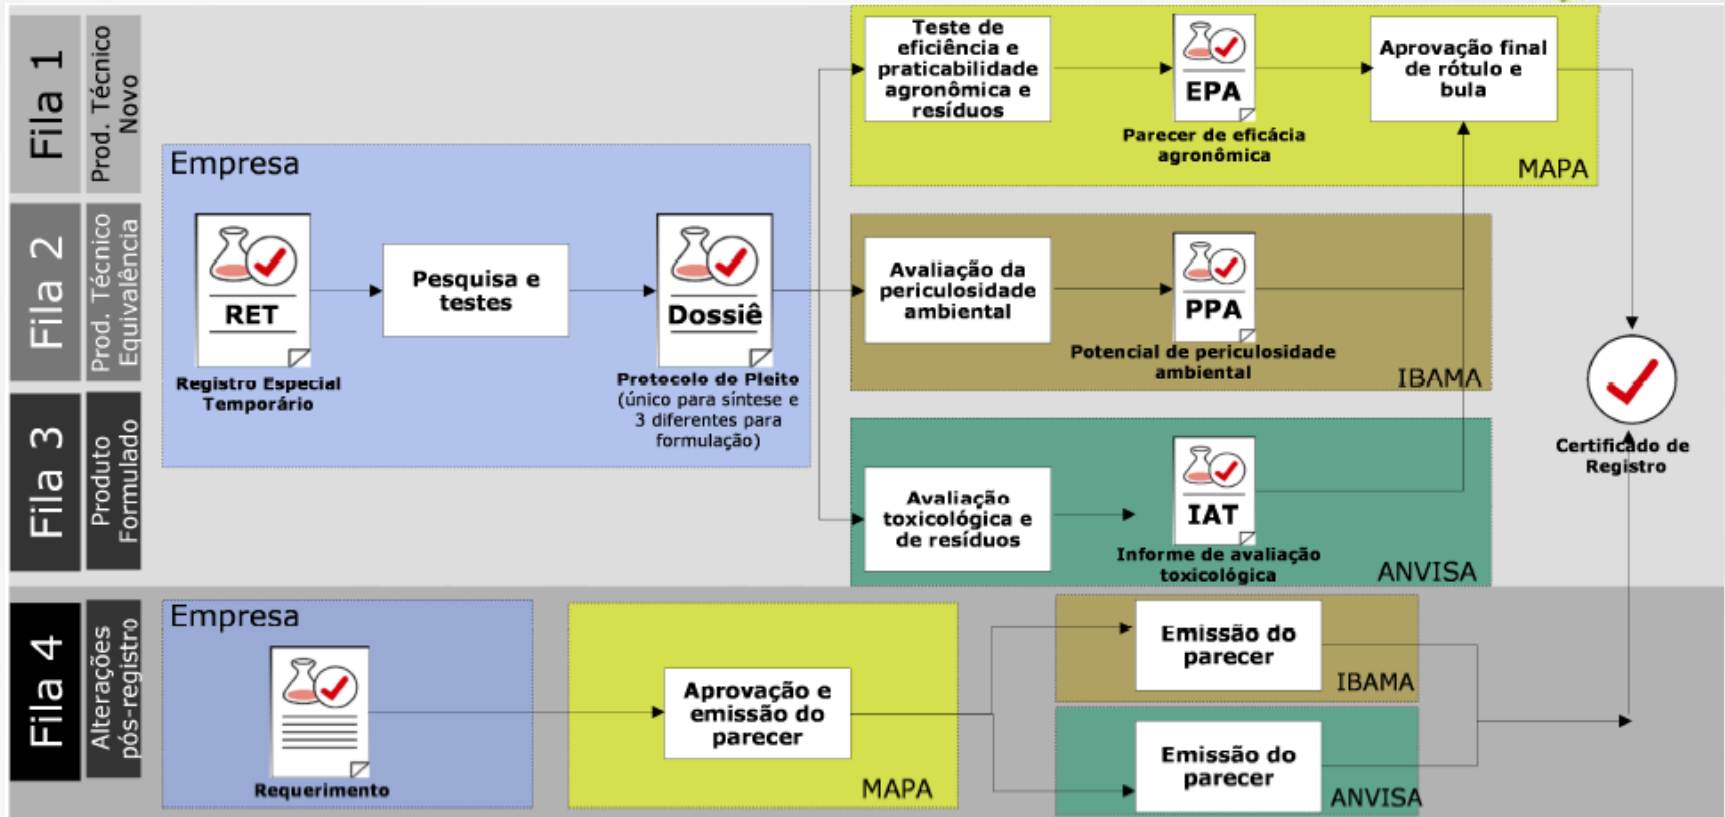 Fila 1
Prod. Técnico
Novo
Fila 2
Prod. Técnico
Equivalência
Fila 3
Produto
Formulado
Fila 4
Alterações
pós-registro
Empresa
RET
Registro Especial
Temporário
Pesquisa e
testes
Dossiê
Protocolo do Pleito
(único para síntese e
3 diferentes para
formulação)
Teste de
eficiência e
praticabilidade
agronômica e
resíduos
EPA
Parecer de eficácia
agronômica
Aprovação final
de rótulo e
bula
MAPA
Avaliação da
periculosidade
ambiental
PPA
Potencial de periculosidade
ambiental
IBAMA
Avaliação
toxicológica e
de resíduos
IAT
Informe de avaliação
toxicológica
ANVISA
Certificado de
Registro
Empresa
Requerimento
Aprovação e
emissão do
parecer
MAPA
Emissão do
parecer
IBAMA
Emissão do
parecer
ANVISA